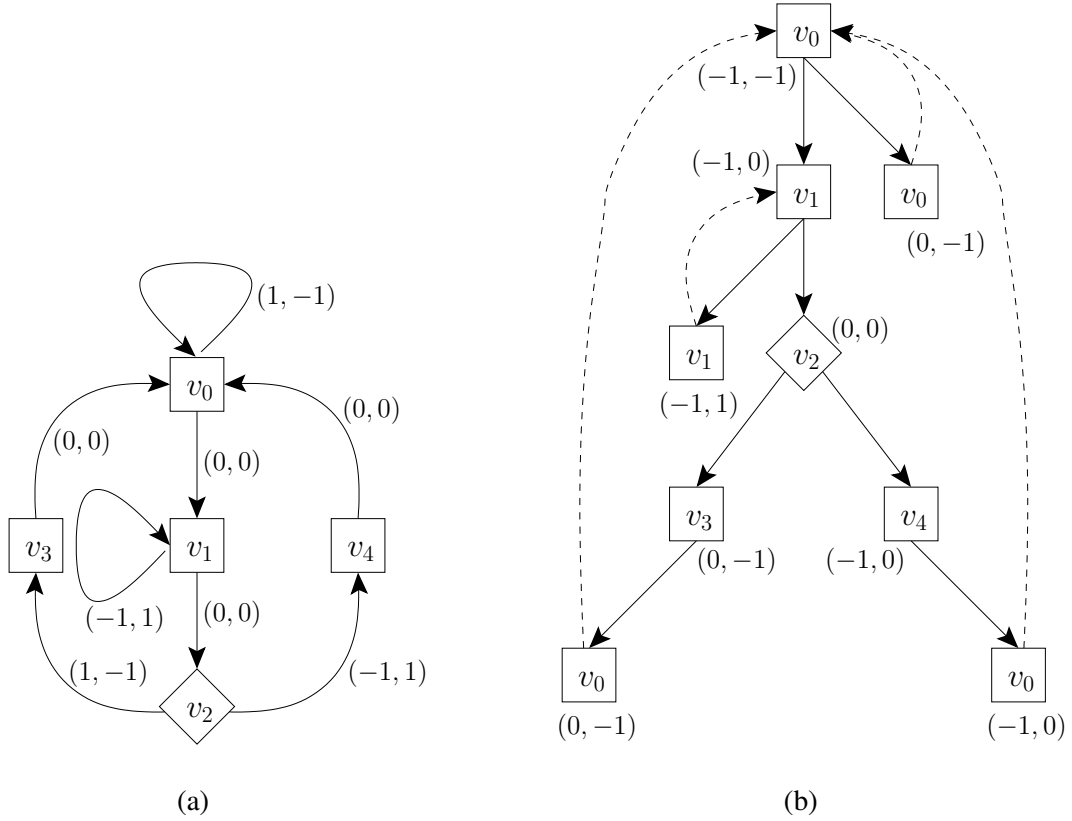 (1, −1)
v₀
(0, 0)
(0, 0)
(0, 0)
v₃
v₁
v₄
(−1, 1)
(0, 0)
(1, −1)
(−1, 1)
v₂
(a)
v₀
(−1, −1)
(−1, 0)
v₁
v₀
(0, −1)
(0, 0)
v₁
v₂
(−1, 1)
v₃
v₄
(0, −1)
(−1, 0)
v₀
v₀
(0, −1)
(−1, 0)
(b)